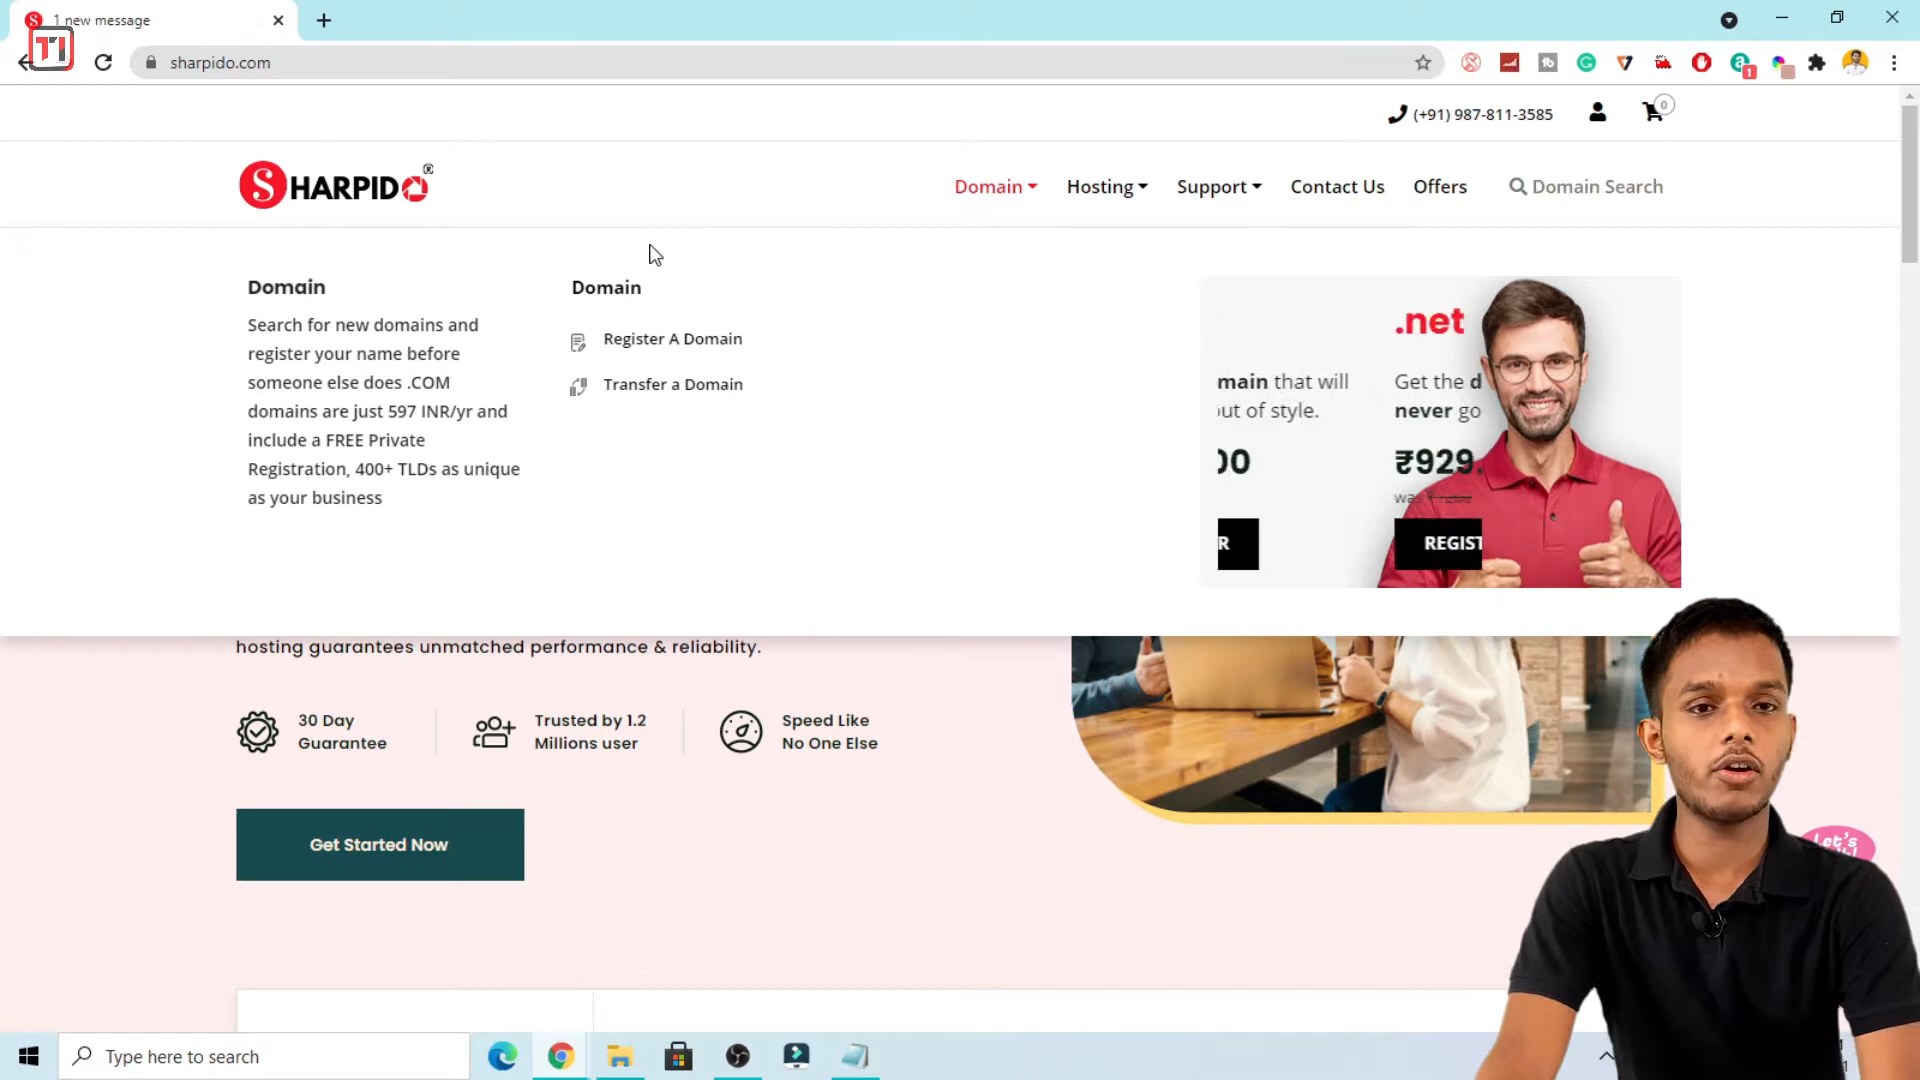 1 new message
TI
sharpido.com
1
(+91) 987-811-3585
0
SHARPIDO®
Domain
Hosting
Support
Contact Us
Offers
Domain Search
Domain
Search for new domains and
register your name before
someone else does .COM
domains are just 597 INR/yr and
include a FREE Private
Registration, 400+ TLDs as unique
as your business
Domain
Register A Domain
Transfer a Domain
main that will
out of style.
00
R
.net
Get the d
never go
₹929.
was
REGIST
hosting guarantees unmatched performance & reliability.
30 Day
Guarantee
Trusted by 1.2
Millions user
Speed Like
No One Else
Get Started Now
Let's
Type here to search